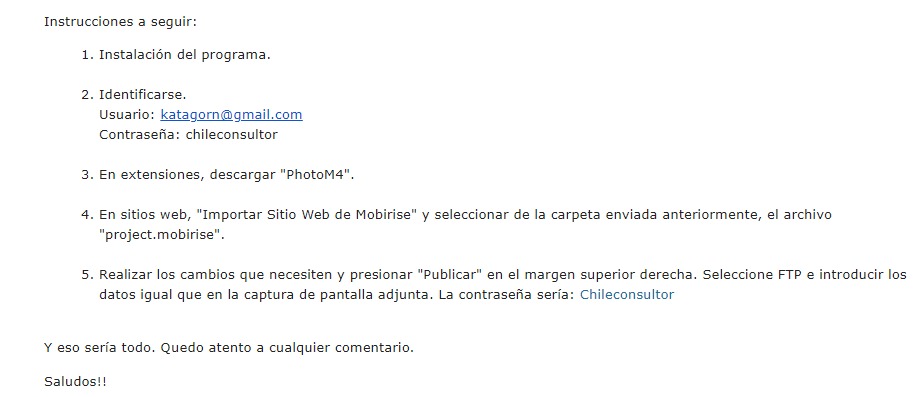 Instrucciones a seguir:
1. Instalación del programa.
2. Identificarse.
Usuario: katagorn@gmail.com
Contraseña: chileconsultor
3. En extensiones, descargar "PhotoM4".
4. En sitios web, "Importar Sitio Web de Mobirise" y seleccionar de la carpeta enviada anteriormente, el archivo
"project.mobirise".
5. Realizar los cambios que necesiten y presionar "Publicar" en el margen superior derecha. Seleccione FTP e introducir los
datos igual que en la captura de pantalla adjunta. La contraseña sería: Chileconsultor
Y eso sería todo. Quedo atento a cualquier comentario.
Saludos!!